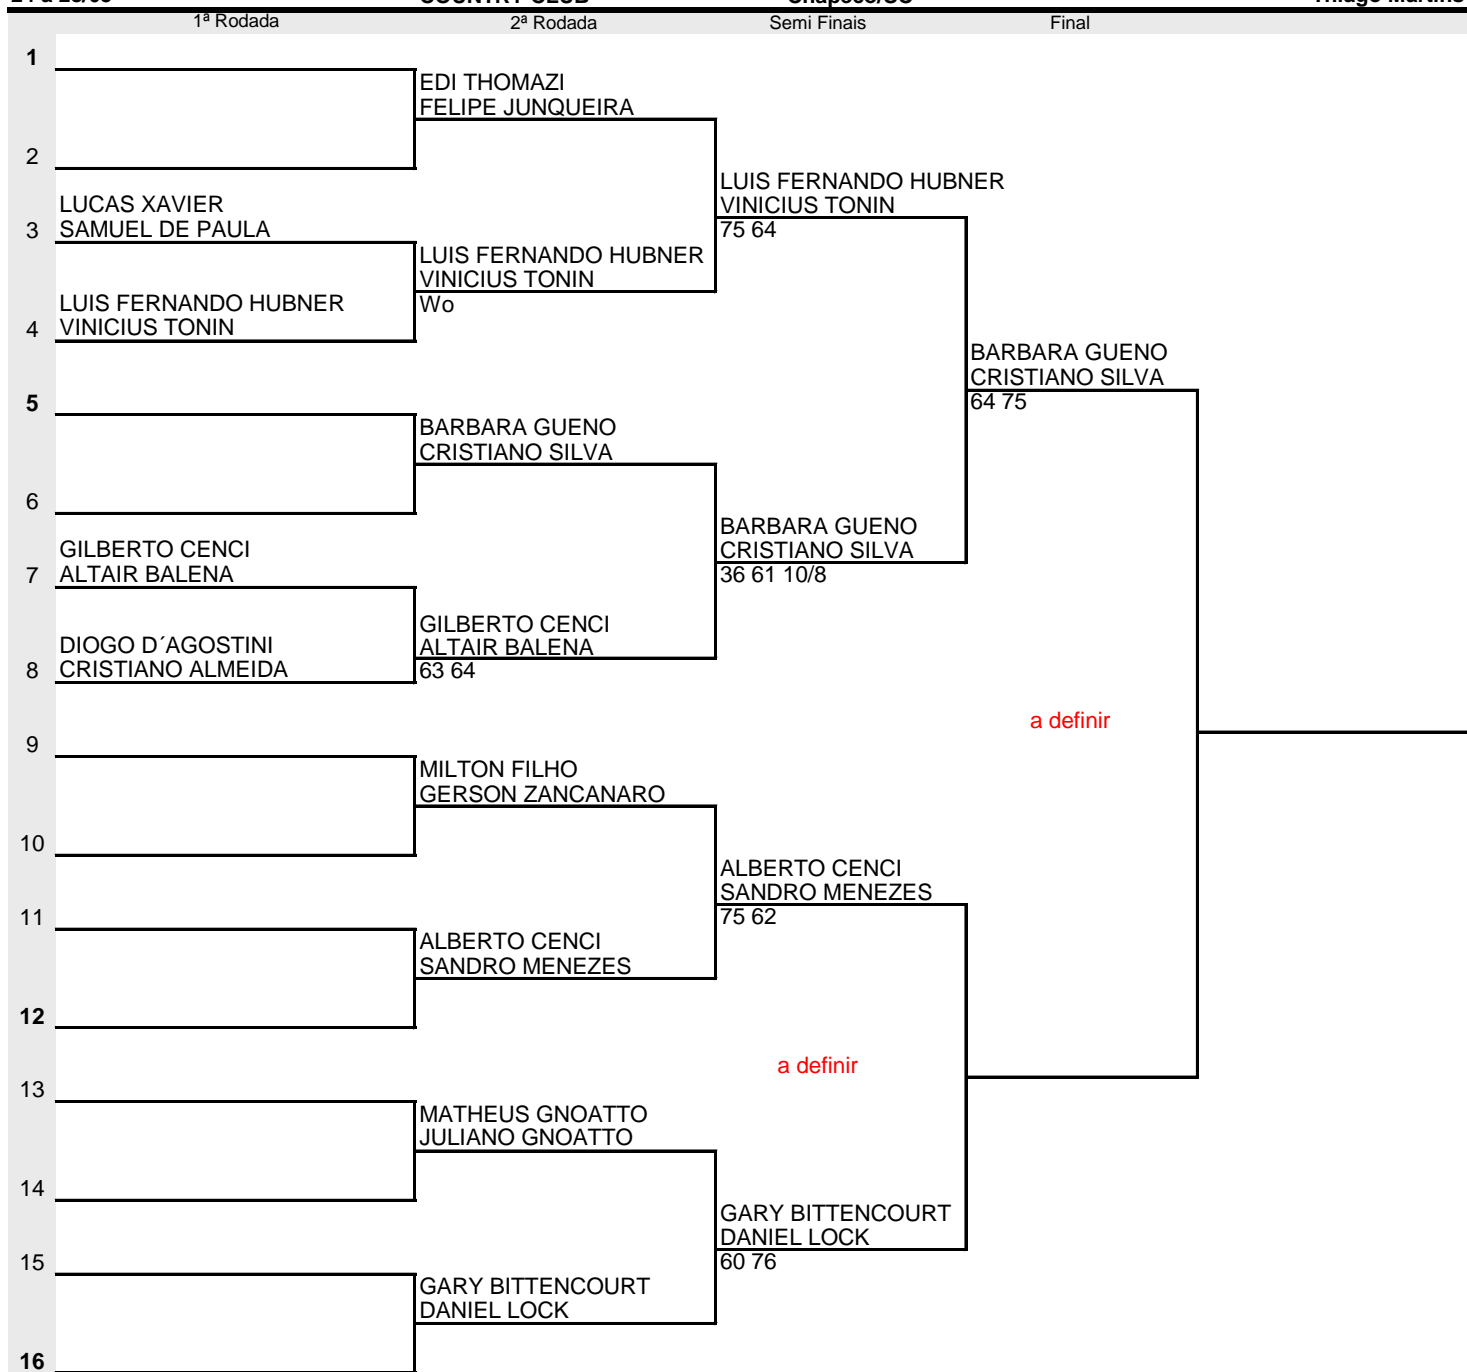 1ª Rodada
2ª Rodada
Semi Finais
Final
1
EDI THOMAZI
FELIPE JUNQUEIRA
2
LUCAS XAVIER
3 SAMUEL DE PAULA
LUIS FERNANDO HUBNER
VINICIUS TONIN
75 64
LUIS FERNANDO HUBNER
VINICIUS TONIN
Wo
LUIS FERNANDO HUBNER
4 VINICIUS TONIN
BARBARA GUENO
CRISTIANO SILVA
64 75
5
BARBARA GUENO
CRISTIANO SILVA
6
BARBARA GUENO
CRISTIANO SILVA
36 61 10/8
GILBERTO CENCI
7 ALTAIR BALENA
GILBERTO CENCI
ALTAIR BALENA
63 64
DIOGO D´AGOSTINI
8 CRISTIANO ALMEIDA
a definir
9
MILTON FILHO
GERSON ZANCANARO
10
ALBERTO CENCI
SANDRO MENEZES
75 62
11
ALBERTO CENCI
SANDRO MENEZES
12
a definir
13
MATHEUS GNOATTO
JULIANO GNOATTO
14
GARY BITTENCOURT
DANIEL LOCK
60 76
15
GARY BITTENCOURT
DANIEL LOCK
16